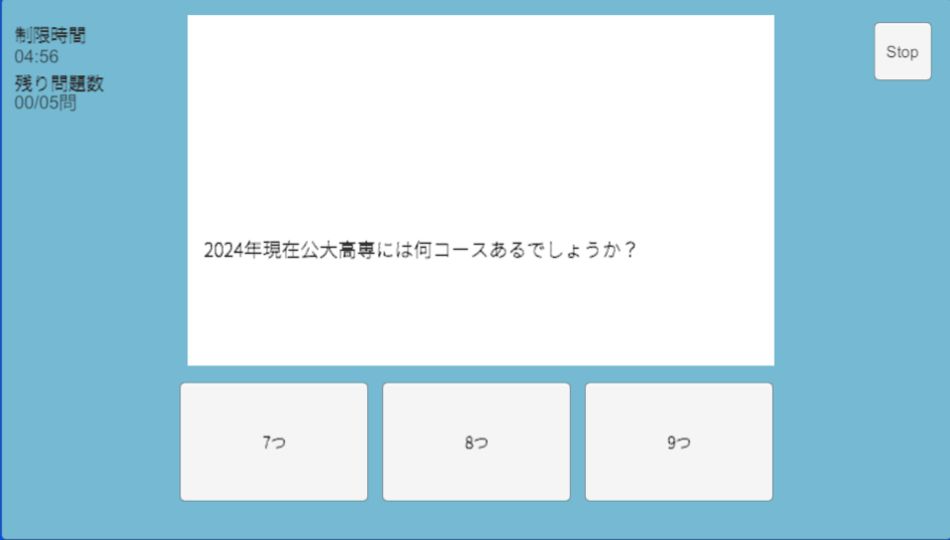 制限時間
04:56
残り問題数
00/05問
Stop
2024年現在公大高専には何コースあるでしょうか？
7つ
8つ
9つ